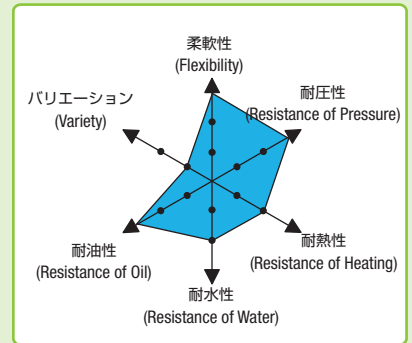 柔軟性
(Flexibility)
耐圧性
(Resistance of Pressure)
バリエーション
(Variety)
耐油性
(Resistance of Oil)
耐熱性
(Resistance of Heating)
耐水性
(Resistance of Water)